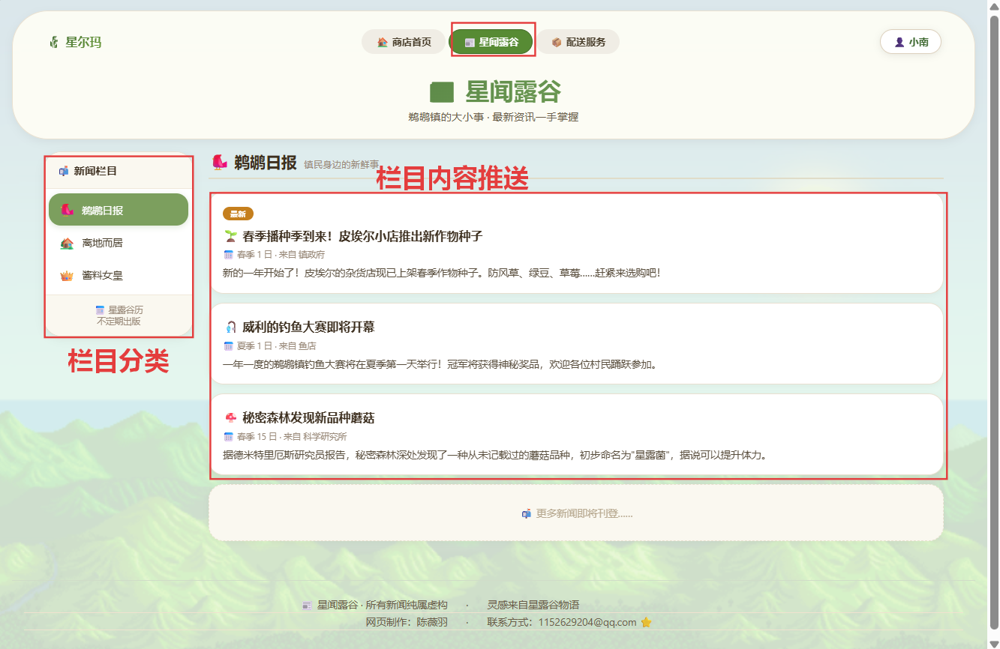 星尔玛
商店首页
星闻露谷
配送服务
小南
星闻露谷
鹈鹕镇的大小事 · 最新资讯一手掌握
新闻栏目
鹈鹕日报
离地而居
酱料女皇
星露谷历
不定期出版
栏目分类
鹈鹕日报 镇民身边的新鲜事
栏目内容推送
最新
春季播种季到来！皮埃尔小店推出新作物种子
春季 1 日 · 来自 镇政府
新的一年开始了！皮埃尔的杂货店现已上架春季作物种子。防风草、绿豆、草莓……赶紧来选购吧！
威利的钓鱼大赛即将开幕
夏季 1 日 · 来自 鱼店
一年一度的鹈鹕镇钓鱼大赛将在夏季第一天举行！冠军将获得神秘奖品，欢迎各位村民踊跃参加。
秘密森林发现新品种蘑菇
春季 15 日 · 来自 科学研究所
据德米特里厄斯研究员报告，秘密森林深处发现了一种从未记载过的蘑菇品种，初步命名为"星露菌"，据说可以提升体力。
更多新闻即将刊登......
星闻露谷 · 所有新闻纯属虚构 · 灵感来自星露谷物语
网页制作：陈薇羽 · 联系方式：1152629204@qq.com